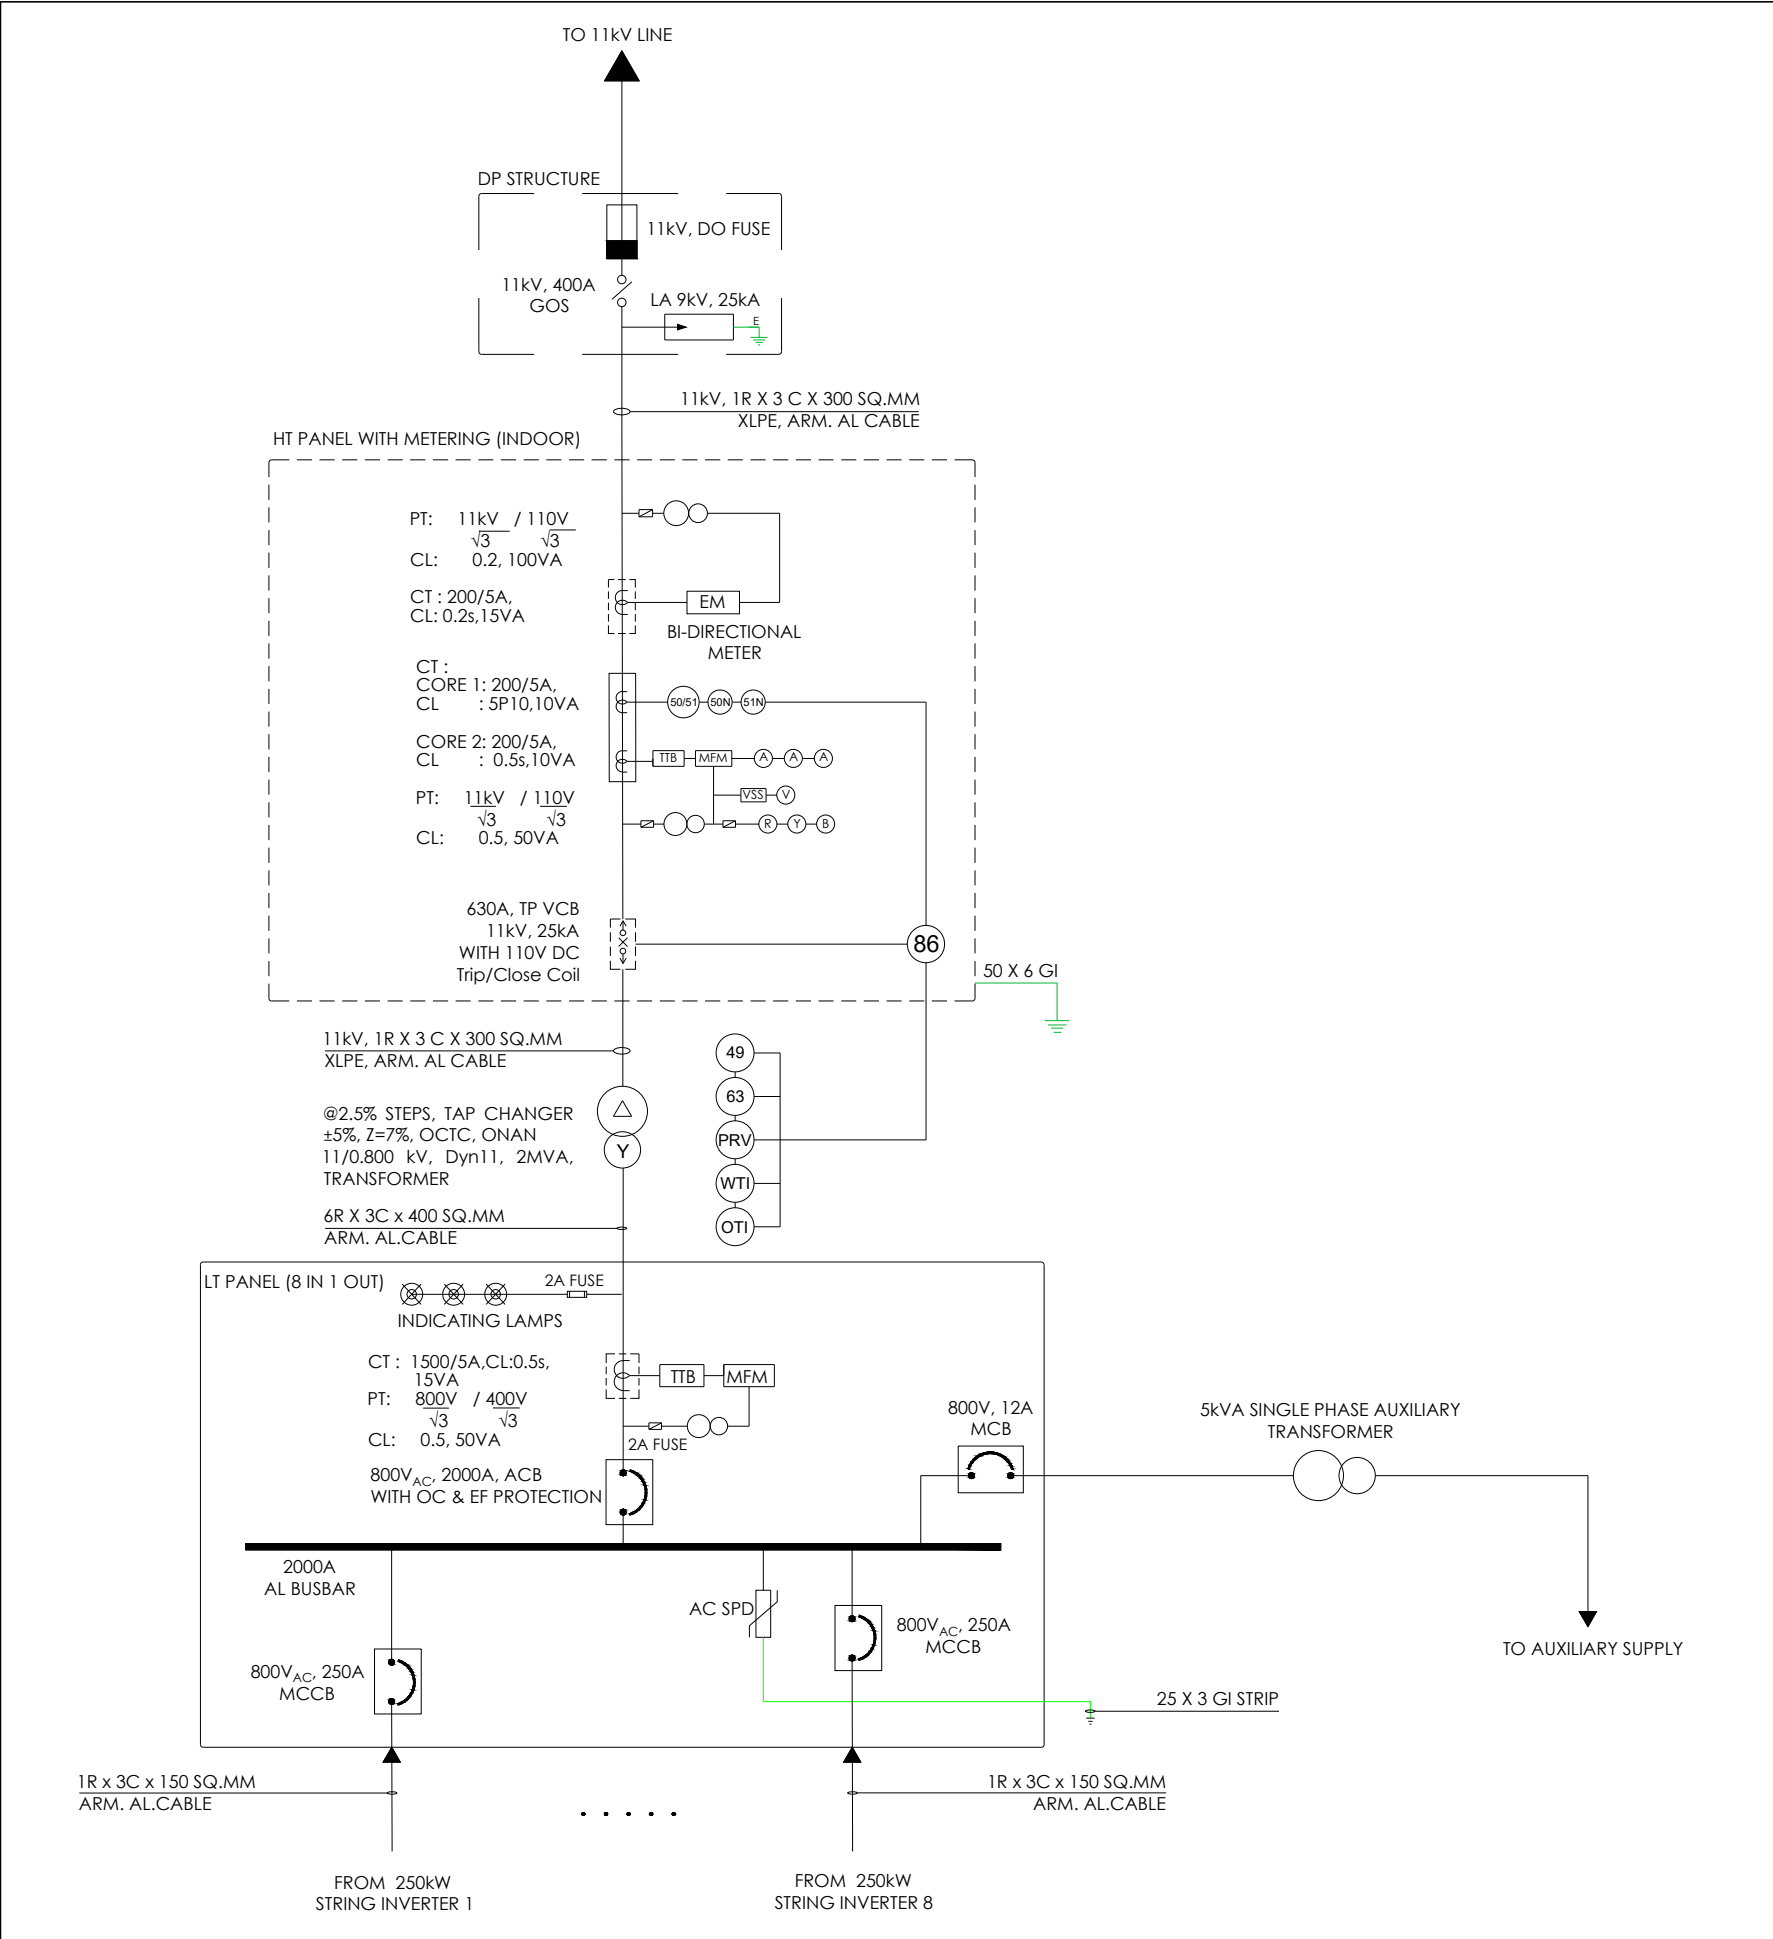 TO 11kV LINE
DP STRUCTURE
11kV, DO FUSE
11kV, 400A
GOS
LA 9kV, 25kA
E
11kV, 1R X 3 C X 300 SQ.MM
XLPE, ARM. AL CABLE
HT PANEL WITH METERING (INDOOR)
PT: 11kV / 110V
√3 √3
CL: 0.2, 100VA
CT : 200/5A,
CL: 0.2s,15VA
EM
BI-DIRECTIONAL
METER
CT :
CORE 1: 200/5A,
CL : 5P10,10VA
50/51 50N 51N
CORE 2: 200/5A,
CL : 0.5s,10VA
TTB MFM A A A
VSS V
PT: 11kV / 110V
√3 √3
CL: 0.5, 50VA
R Y B
630A, TP VCB
11kV, 25kA
WITH 110V DC
Trip/Close Coil
86
50 X 6 GI
11kV, 1R X 3 C X 300 SQ.MM
XLPE, ARM. AL CABLE
49
63
PRV
WTI
OTI
@2.5% STEPS, TAP CHANGER
±5%, Z=7%, OCTC, ONAN
11/0.800 kV, Dyn11, 2MVA,
TRANSFORMER
Y
6R X 3C x 400 SQ.MM
ARM. AL.CABLE
LT PANEL (8 IN 1 OUT)
2A FUSE
INDICATING LAMPS
CT : 1500/5A,CL:0.5s,
15VA
PT: 800V / 400V
√3 √3
CL: 0.5, 50VA
TTB MFM
2A FUSE
800VAC, 2000A, ACB
WITH OC & EF PROTECTION
800V, 12A
MCB
5kVA SINGLE PHASE AUXILIARY
TRANSFORMER
2000A
AL BUSBAR
AC SPD
800VAC, 250A
MCCB
800VAC, 250A
MCCB
TO AUXILIARY SUPPLY
25 X 3 GI STRIP
1R x 3C x 150 SQ.MM
ARM. AL.CABLE
1R x 3C x 150 SQ.MM
ARM. AL.CABLE
. . . . .
FROM 250kW
STRING INVERTER 1
FROM 250kW
STRING INVERTER 8